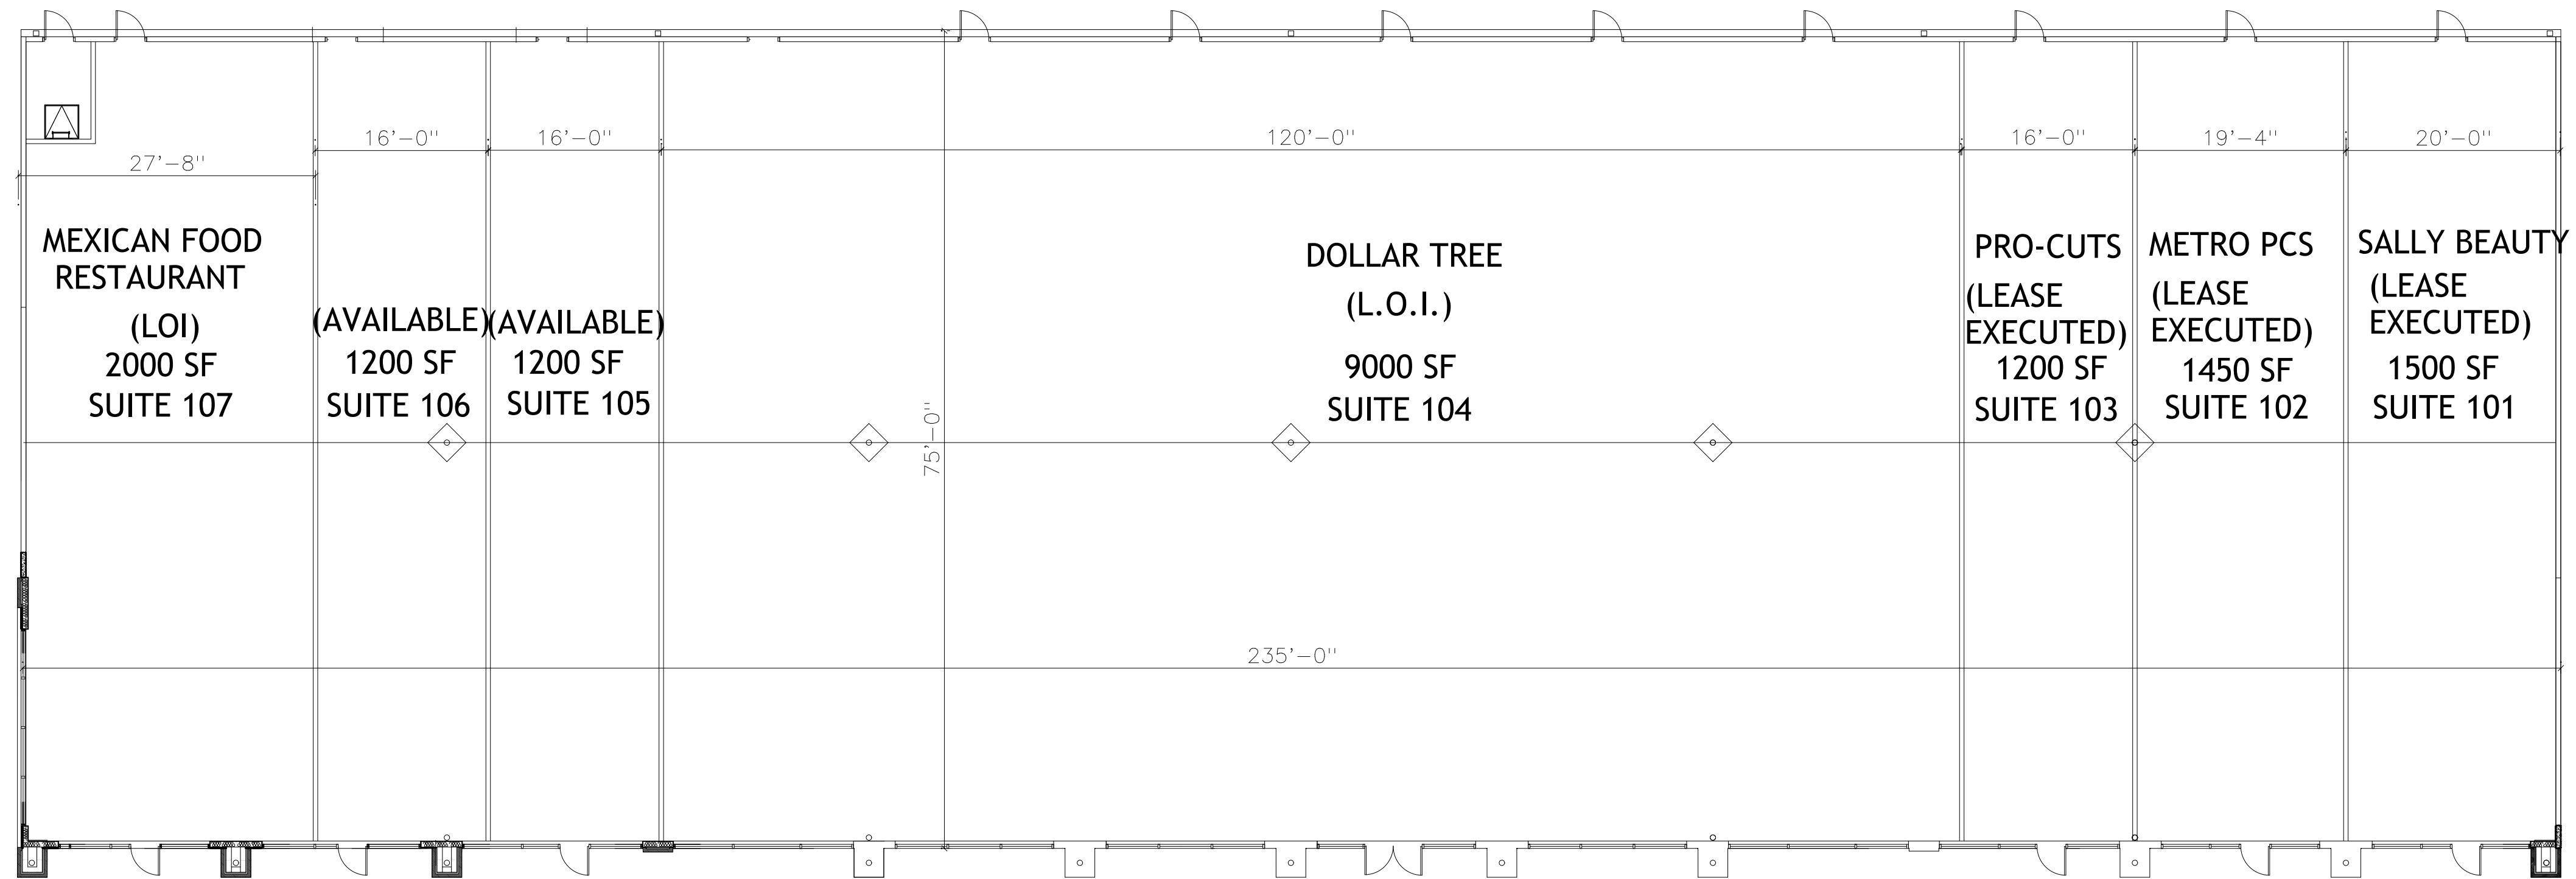 27'-8"
16'-0"
16'-0"
120'-0"
16'-0"
19'-4"
20'-0"
MEXICAN FOOD
RESTAURANT
(LOI)
2000 SF
SUITE 107
(AVAILABLE)
1200 SF
SUITE 106
(AVAILABLE)
1200 SF
SUITE 105
DOLLAR TREE
(L.O.I.)
9000 SF
SUITE 104
PRO-CUTS
(LEASE
EXECUTED)
1200 SF
SUITE 103
METRO PCS
(LEASE
EXECUTED)
1450 SF
SUITE 102
SALLY BEAUTY
(LEASE
EXECUTED)
1500 SF
SUITE 101
75'-0"
235'-0"